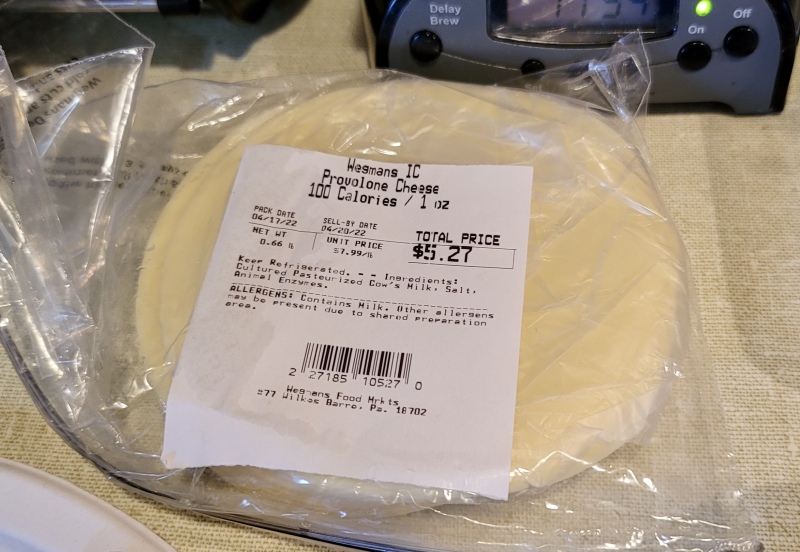 Delay
Brew
11:54
On
Off
Wegmans IC
Provolone Cheese
100 Calories / 1 oz
PACK DATE
04/17/22
SELL-BY DATE
04/20/22
NET WT
0.66 lb
UNIT PRICE
$7.99/lb
TOTAL PRICE
$5.27
Keep Refrigerated. - - Ingredients:
Cultured Pasteurized Cow's Milk, Salt,
Animal Enzymes.
ALLERGENS: Contains Milk. Other allergens
may be present due to shared preparation
area.
2 27185 10527 0
Wegmans Food Mrkts
#77 Wilkes Barre, Pa. 18702